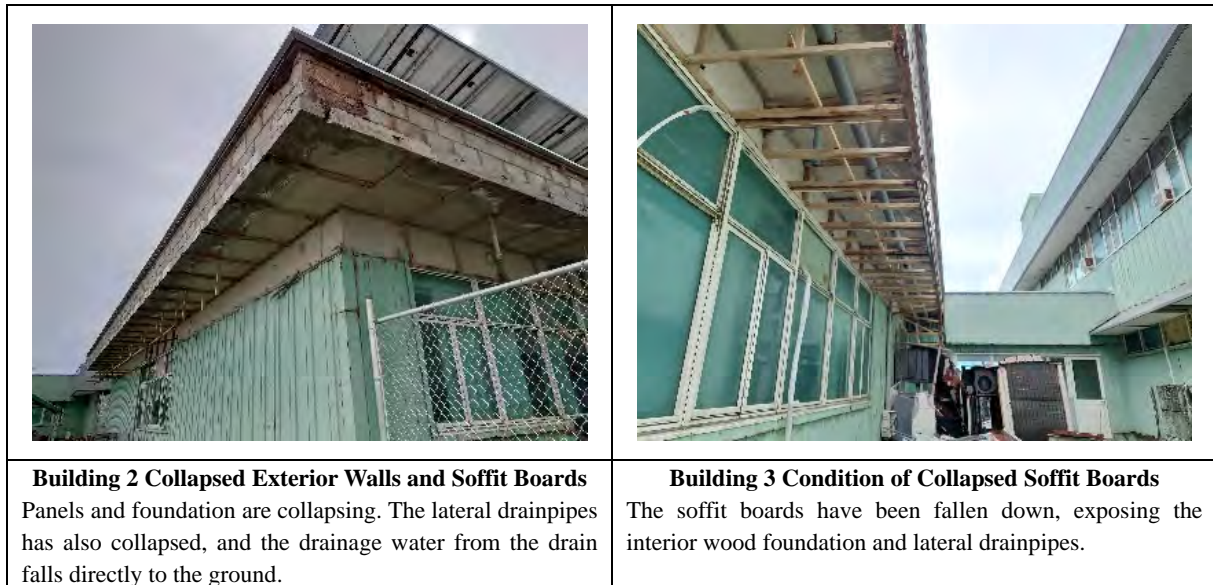 Building 2 Collapsed Exterior Walls and Soffit Boards
Panels and foundation are collapsing. The lateral drainpipes
has also collapsed, and the drainage water from the drain
falls directly to the ground.
Building 3 Condition of Collapsed Soffit Boards
The soffit boards have been fallen down, exposing the
interior wood foundation and lateral drainpipes.